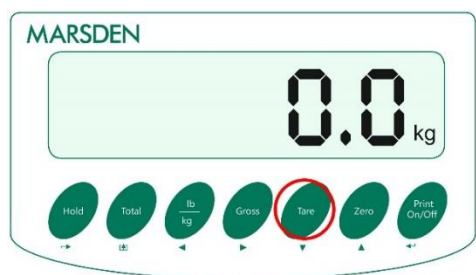 MARSDEN
0.0 kg
Hold
Total
lb
kg
Gross
Tare
Zero
Print
On/Off